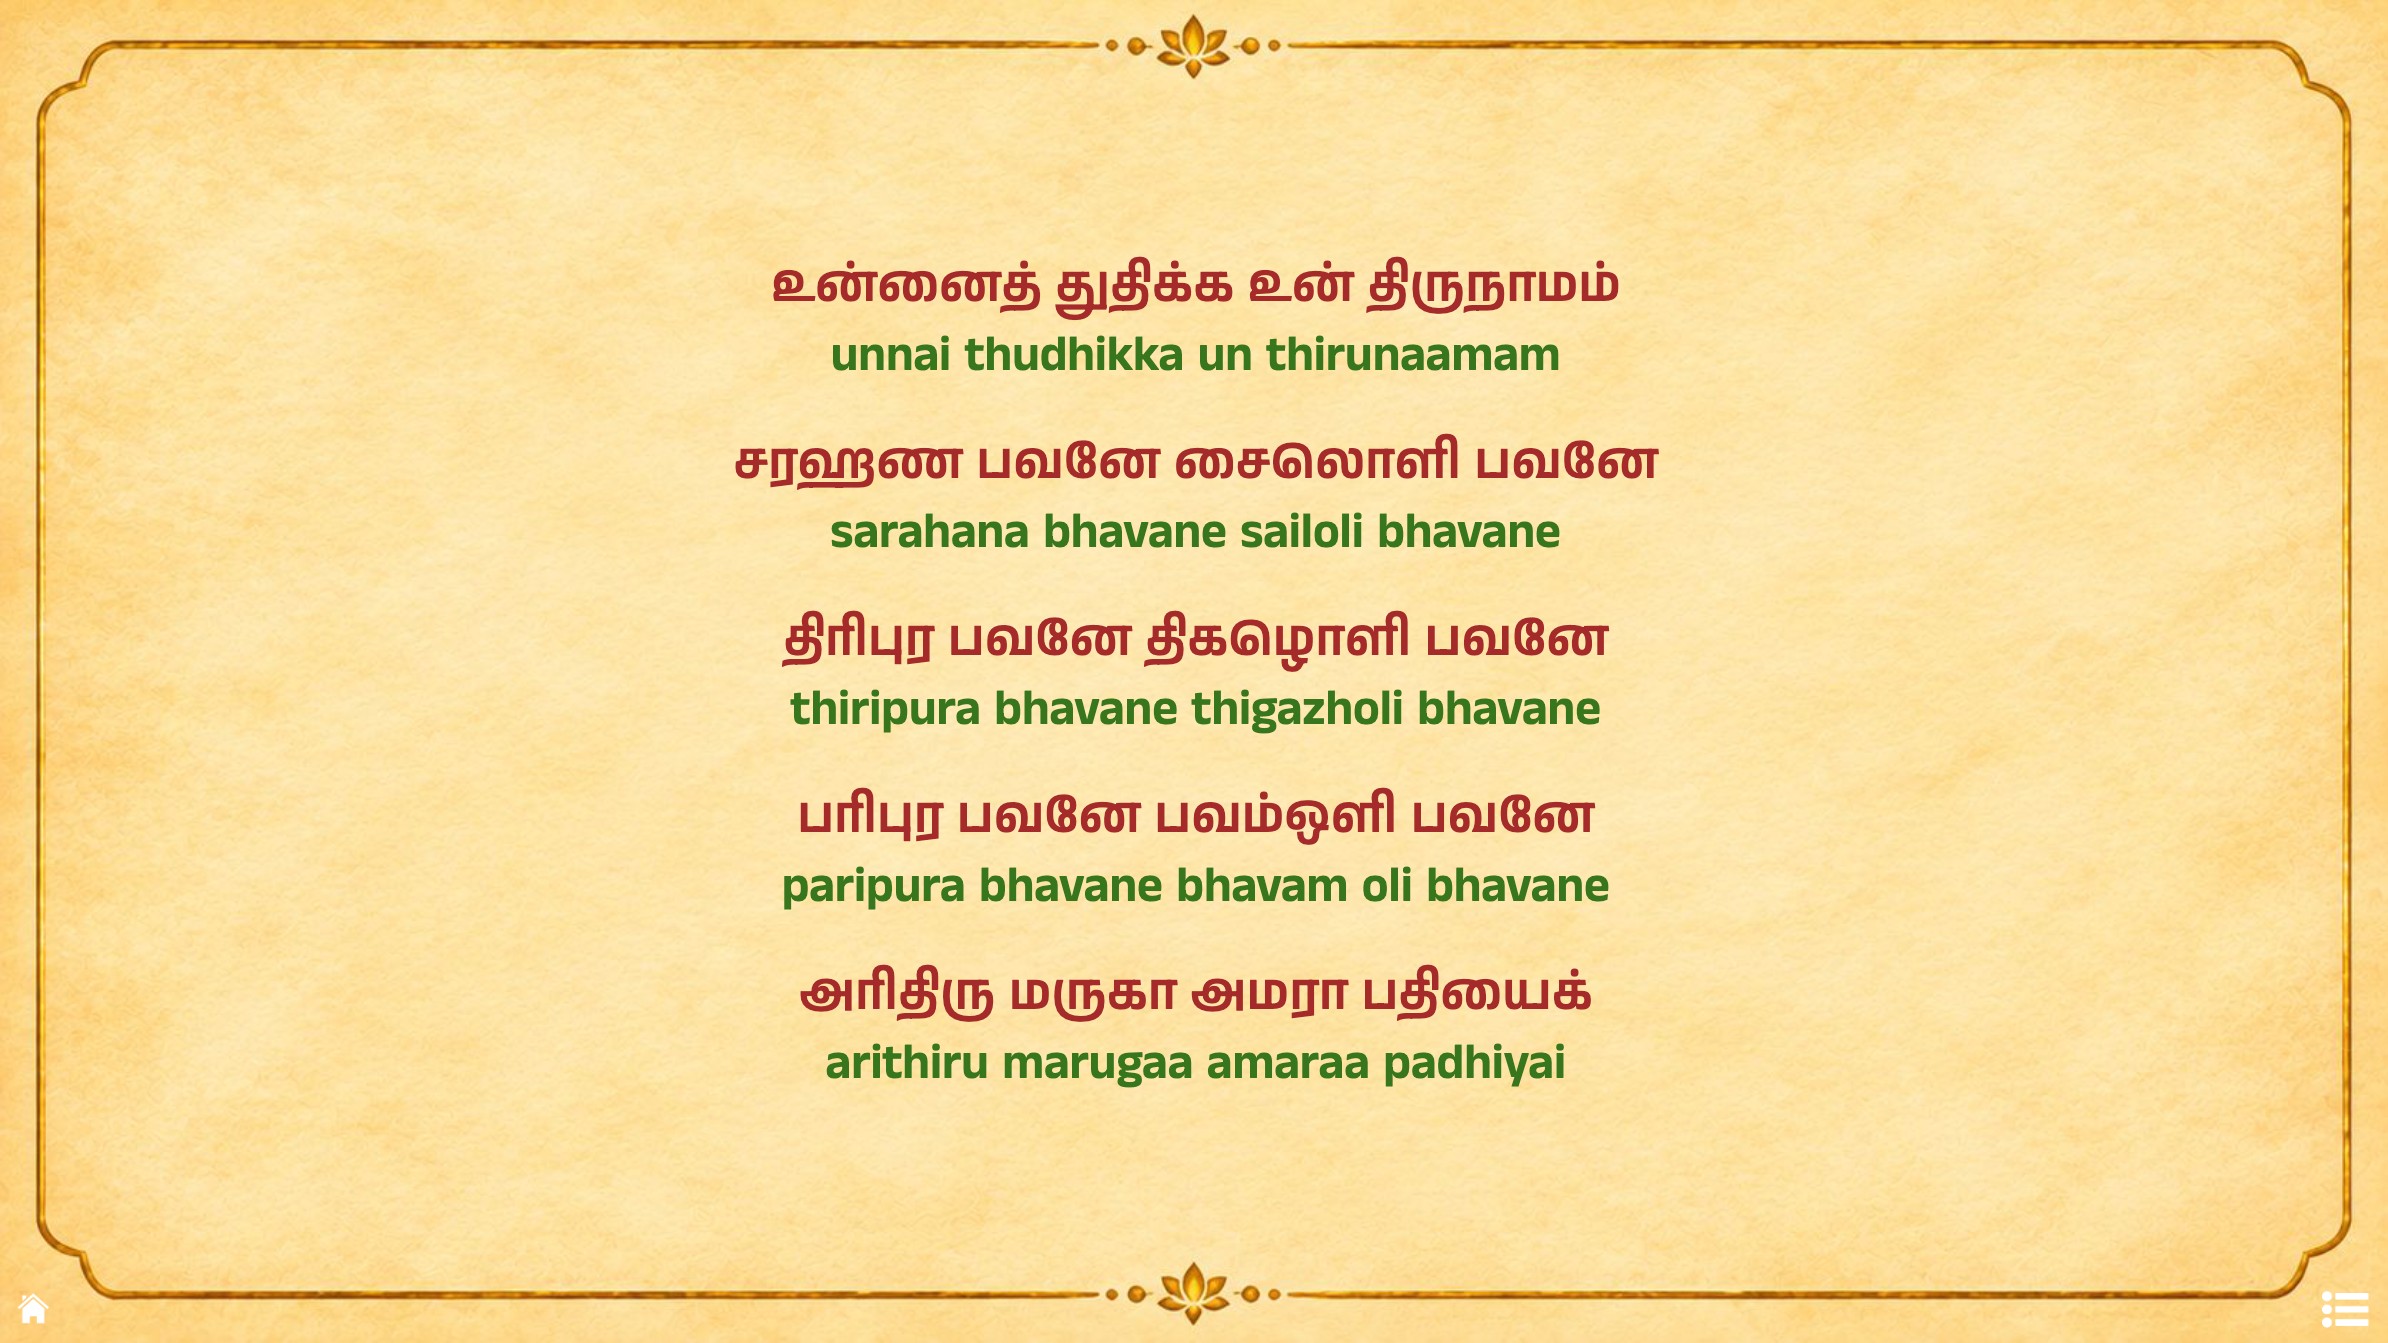 உன்னைத் துதிக்க உன் திருநாமம்
unnai thudhikka un thirunaamam
சரஹண பவனே சைலொளி பவனே
sarahana bhavane sailoli bhavane
திரிபுர பவனே திகழொளி பவனே
thiripura bhavane thigazholi bhavane
பரிபுர பவனே பவம்ஒளி பவனே
paripura bhavane bhavam oli bhavane
அரிதிரு மருகா அமரா பதியைக்
arithiru marugaa amaraa padhiyai